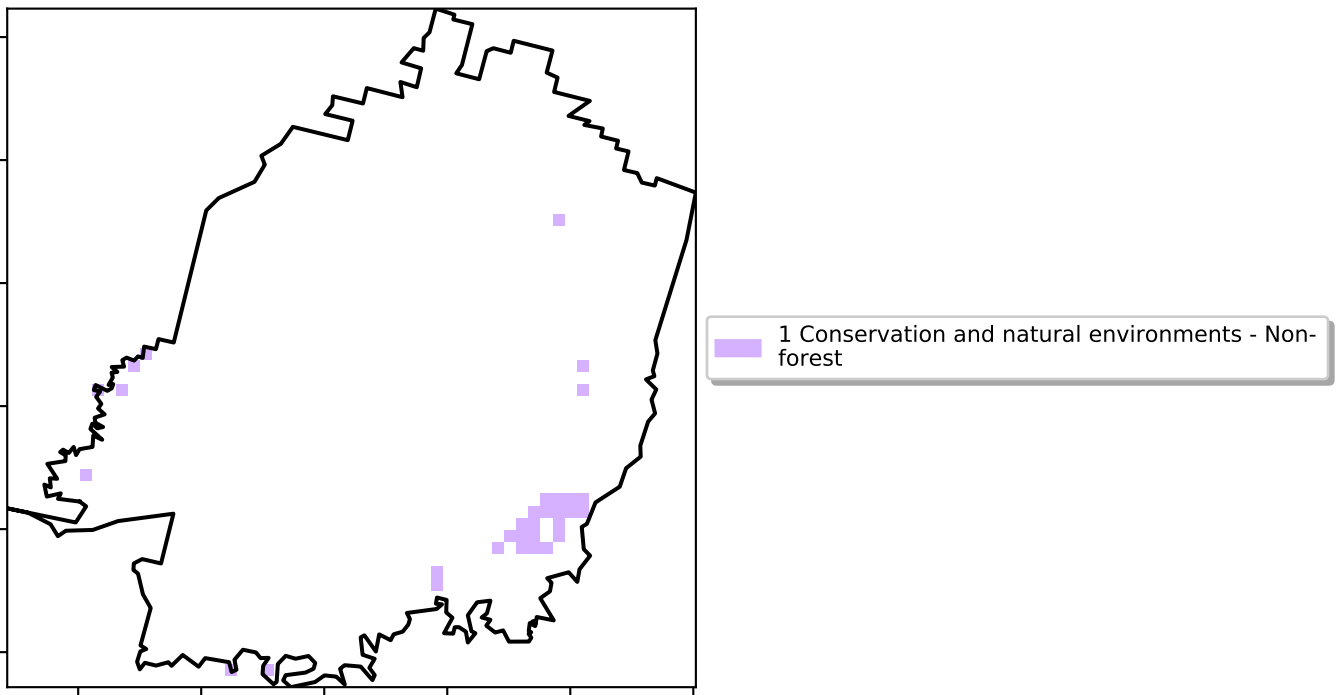 1 Conservation and natural environments - Non-
forest